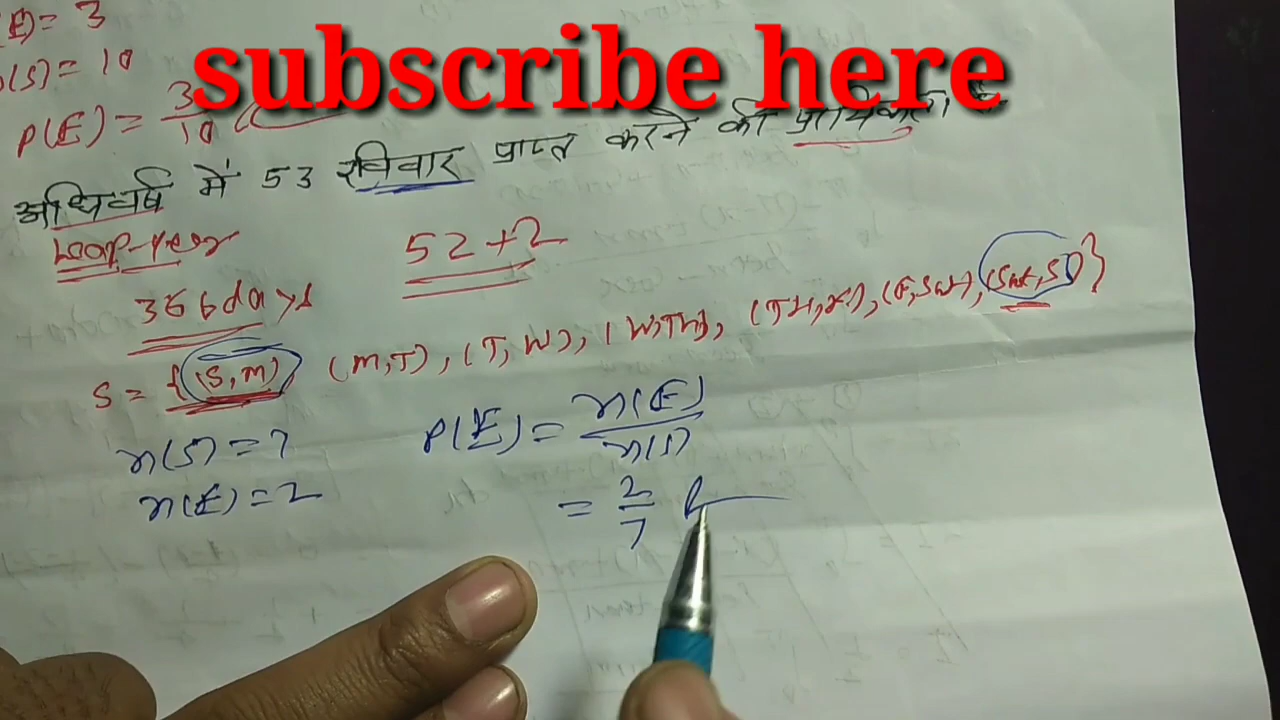 subscribe here
= 3
n(S) = 10
P(E) = 3/10
अधिवर्ष में 53 रविवार प्राप्त करने की प्रायिकता है
Leap-year 52+2
366 days
S = {(S,M), (M,T), (T,W), (W,TH), (TH,F), (F,Sat), (Sat,S)}
n(S) = 7 P(E) = n(E)/n(S)
n(E) = 2 = 2/7